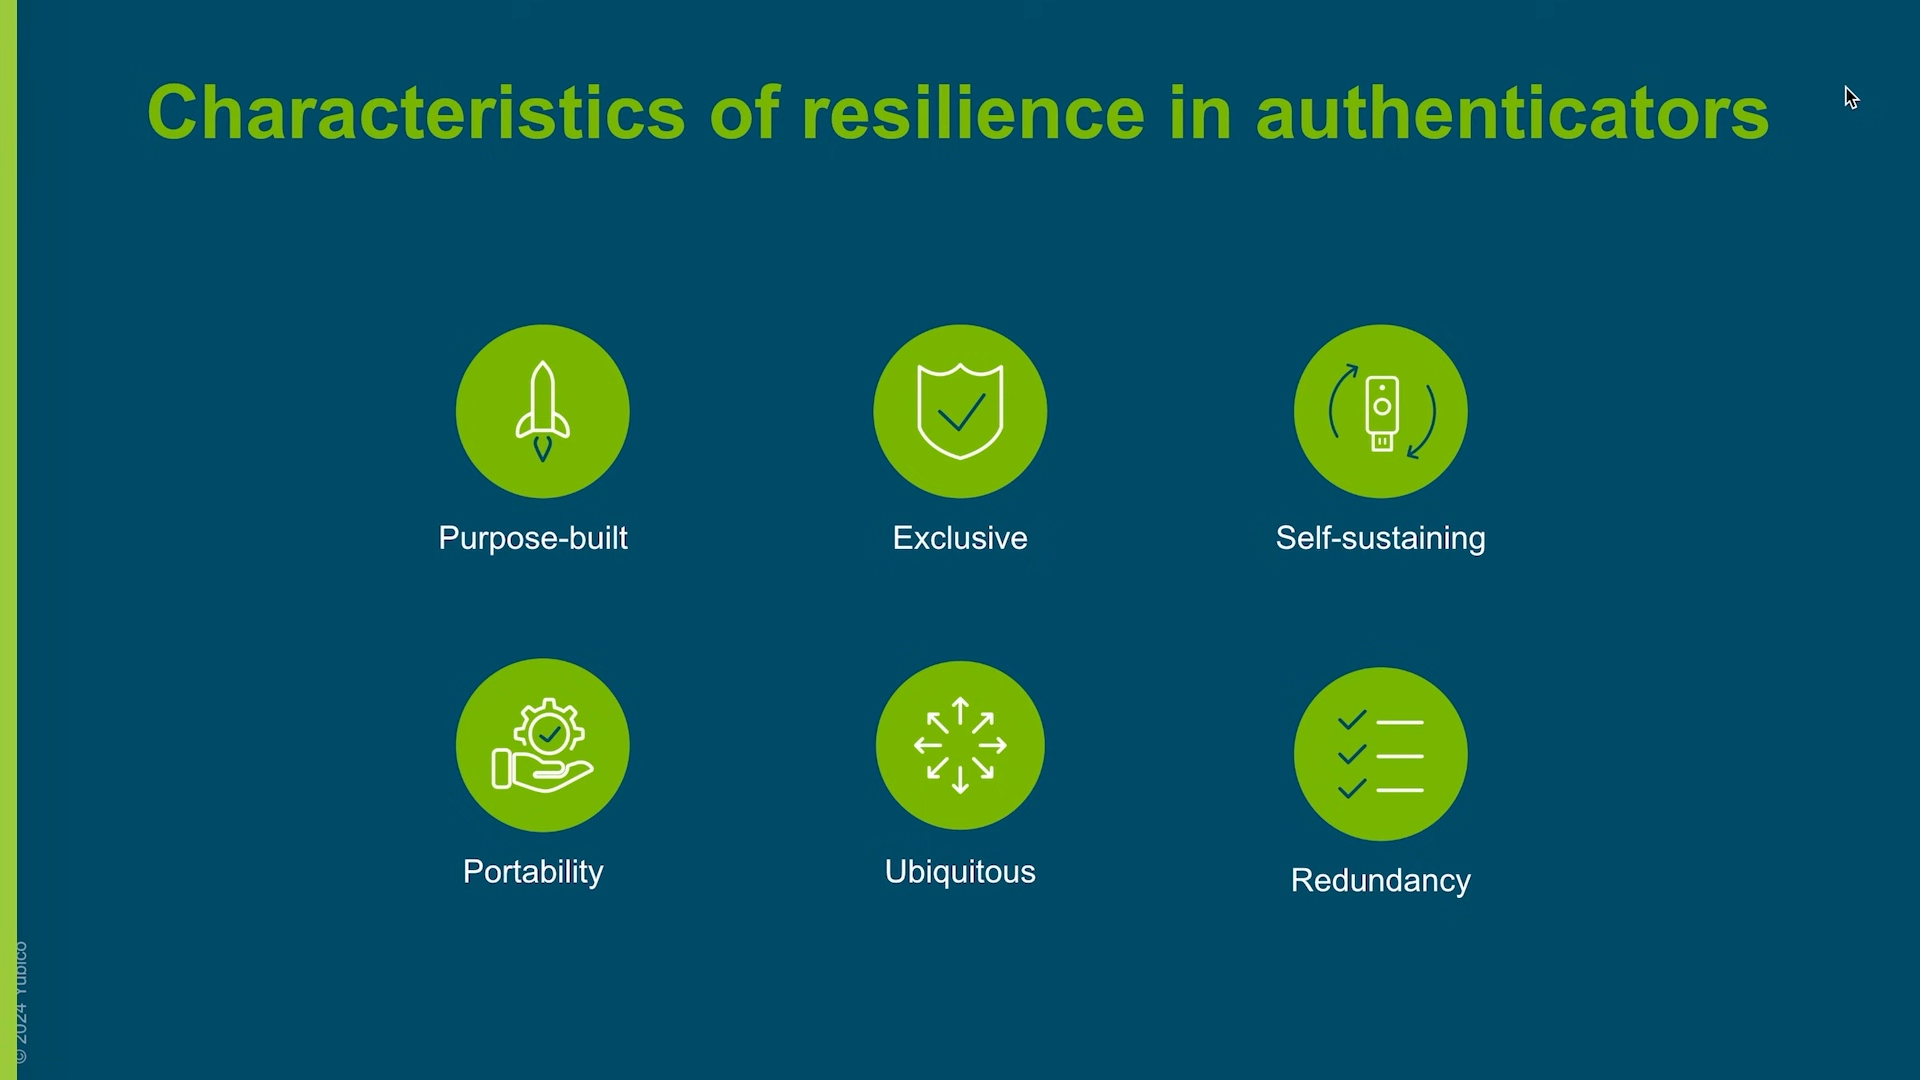 Characteristics of resilience in authenticators
Purpose-built
Exclusive
Self-sustaining
Portability
Ubiquitous
Redundancy
© 2024 Yubico